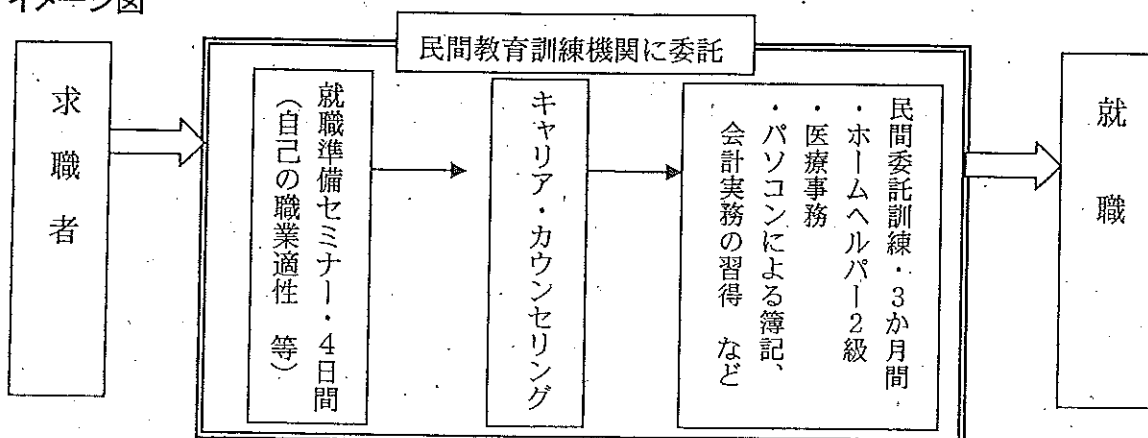 イメージ図
民間教育訓練機関に委託
求職者
就職準備セミナー・4日間
（自己の職業適性　等）
キャリア・カウンセリング
民間委託訓練・3か月間
・ホームヘルパー2級
・医療事務
・パソコンによる簿記、
会計実務の習得　など
就職